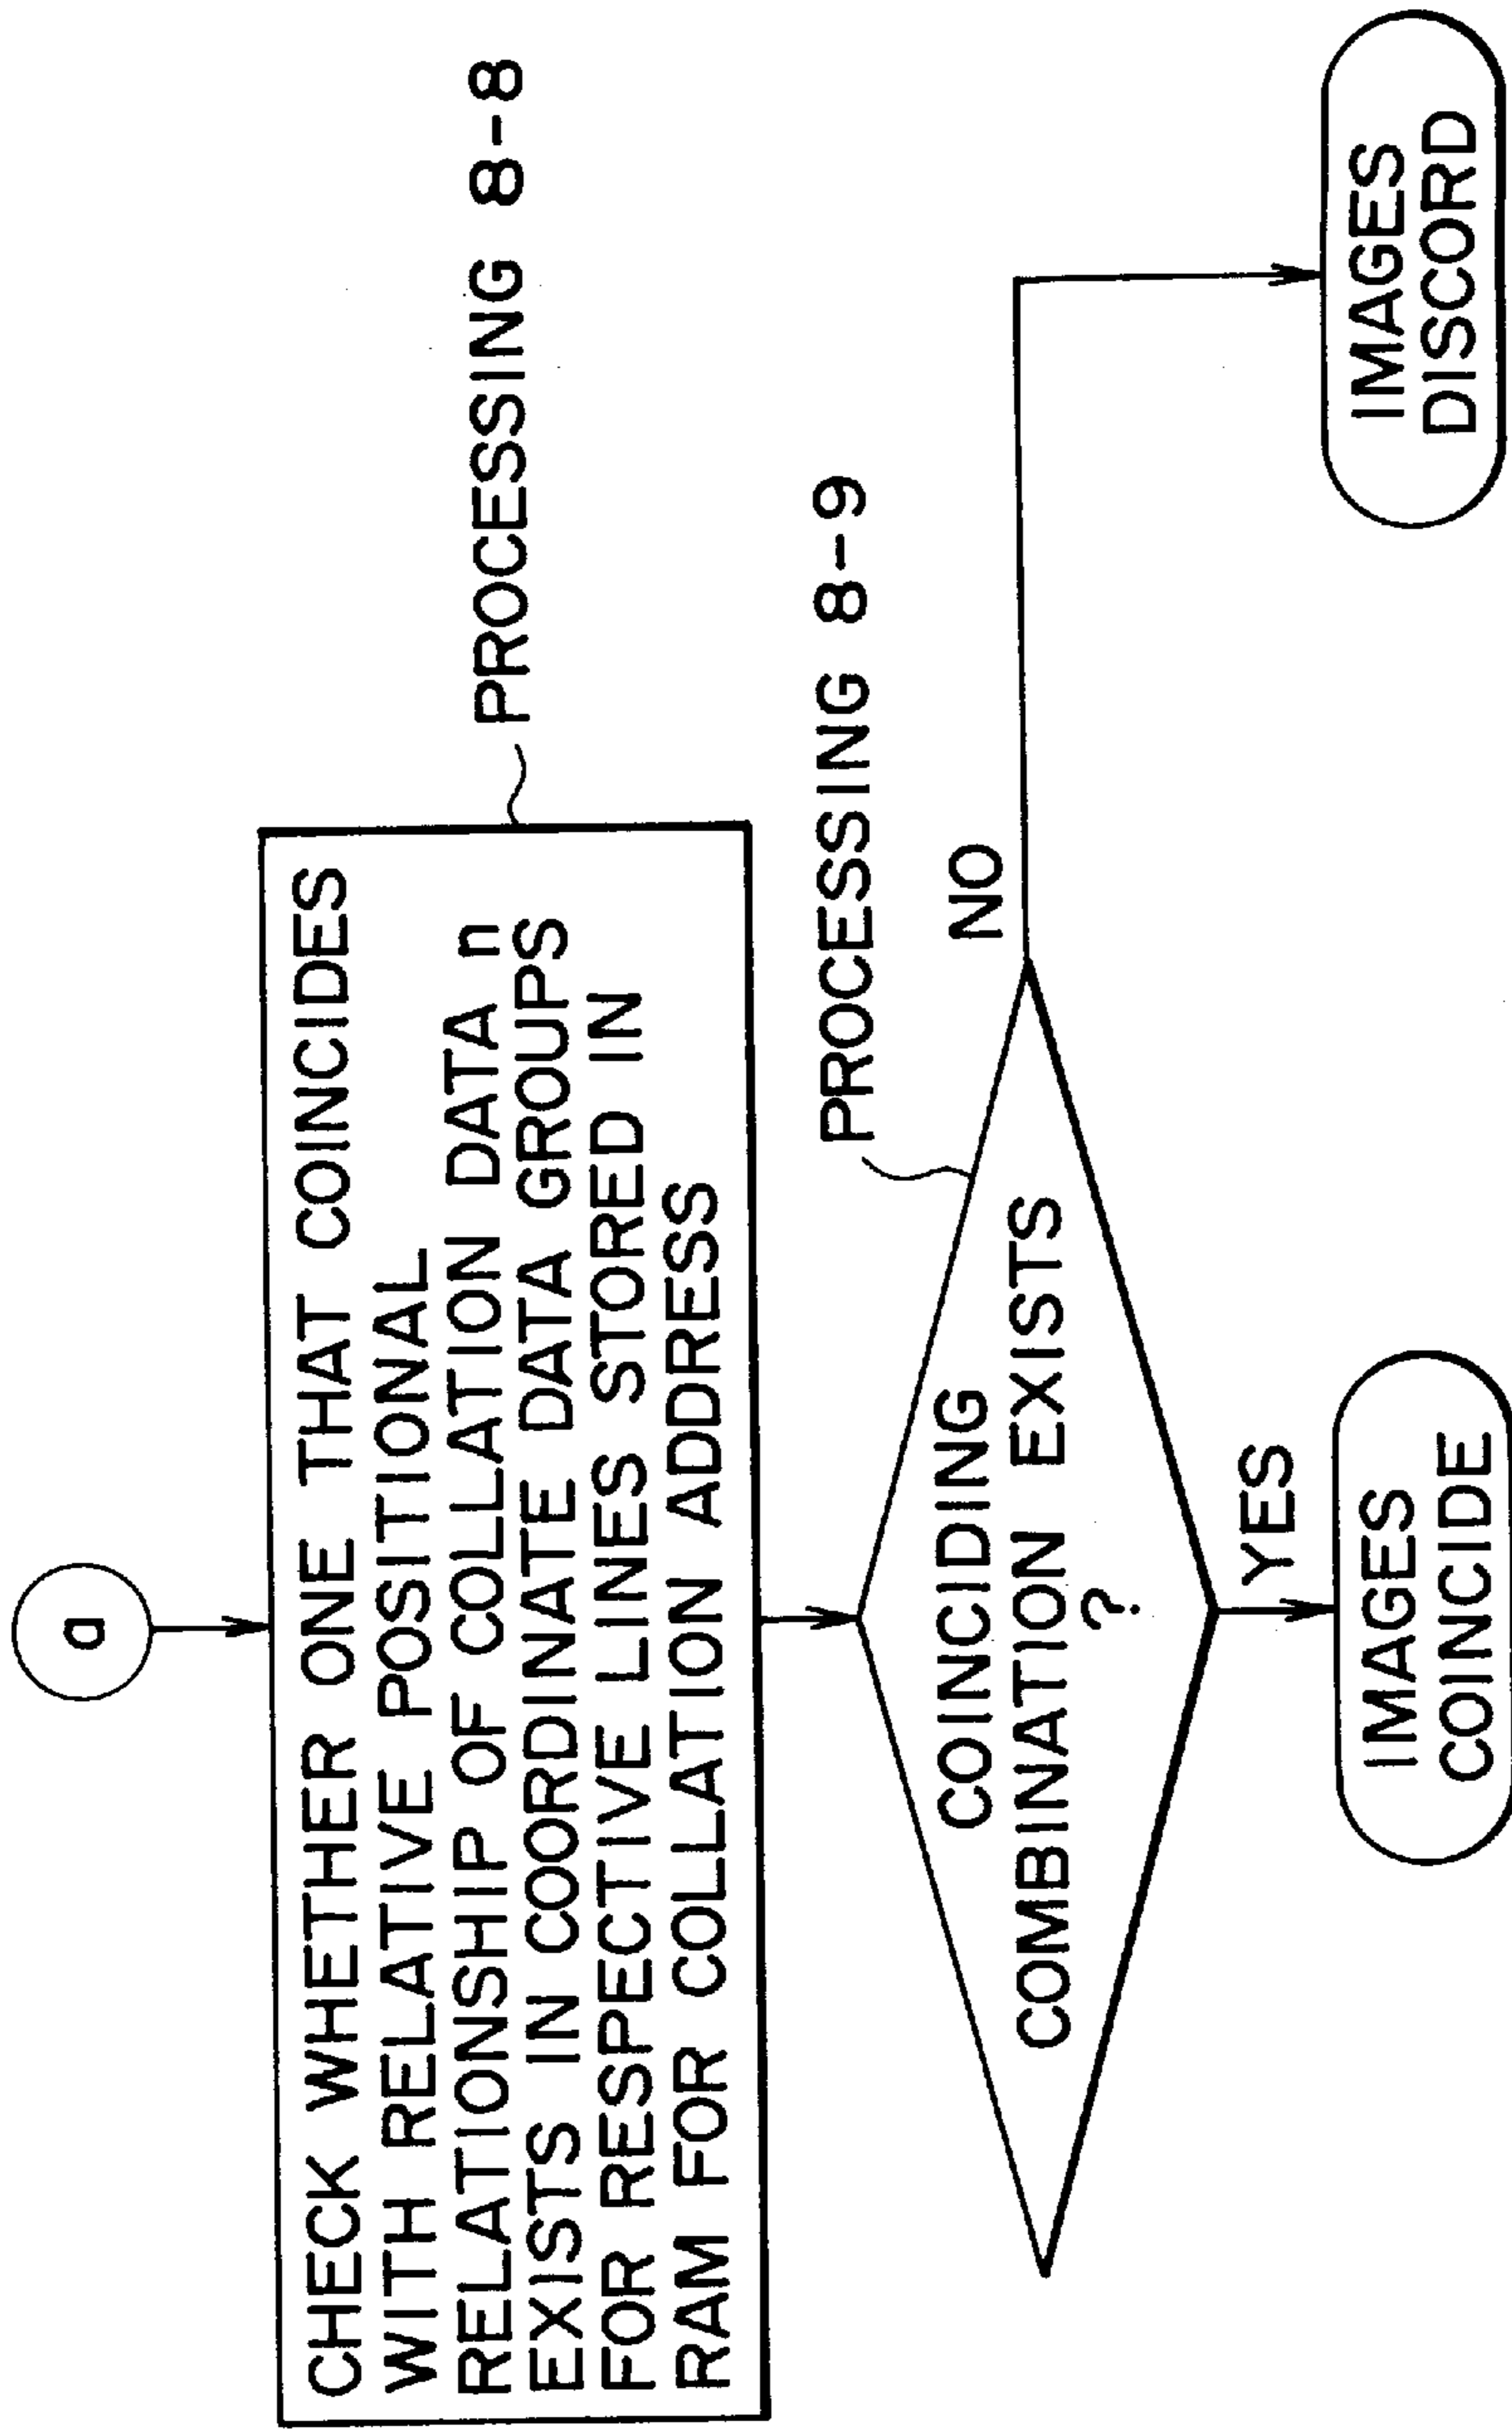 a
CHECK WHETHER ONE THAT COINCIDES
WITH RELATIVE POSITIONAL
RELATIONSHIP OF COLLATION DATA n
EXISTS IN COORDINATE DATA GROUPS
FOR RESPECTIVE LINES STORED IN
RAM FOR COLLATION ADDRESS
PROCESSING 8-8
PROCESSING 8-9
COINCIDING
COMBINATION EXISTS
?
NO
YES
IMAGES
COINCIDE
IMAGES
DISCORD